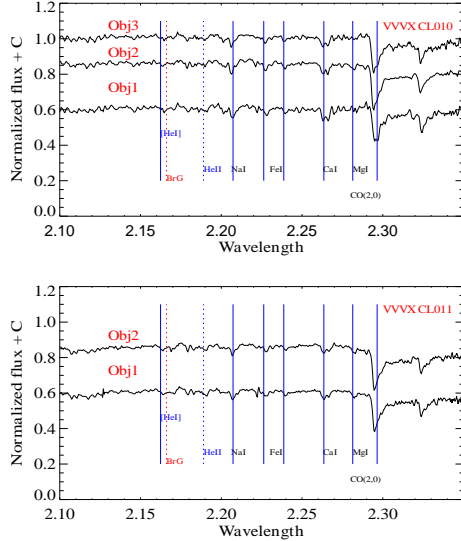 1.2
Obj3
VVVX CL010
1.0
Obj2
0.8
Obj1
0.6
Normalized flux + C
0.4
[HeI]
0.2
BrG
HeII
NaI
FeI
CaI
MgI
CO(2,0)
0.0
2.10 2.15 2.20 2.25 2.30
Wavelength
1.2
VVVX CL011
Obj2
1.0
0.8
Obj1
0.6
Normalized flux + C
[HeI]
0.4
BrG
HeII
NaI
FeI
CaI
MgI
0.2
CO(2,0)
0.0
2.10 2.15 2.20 2.25 2.30
Wavelength